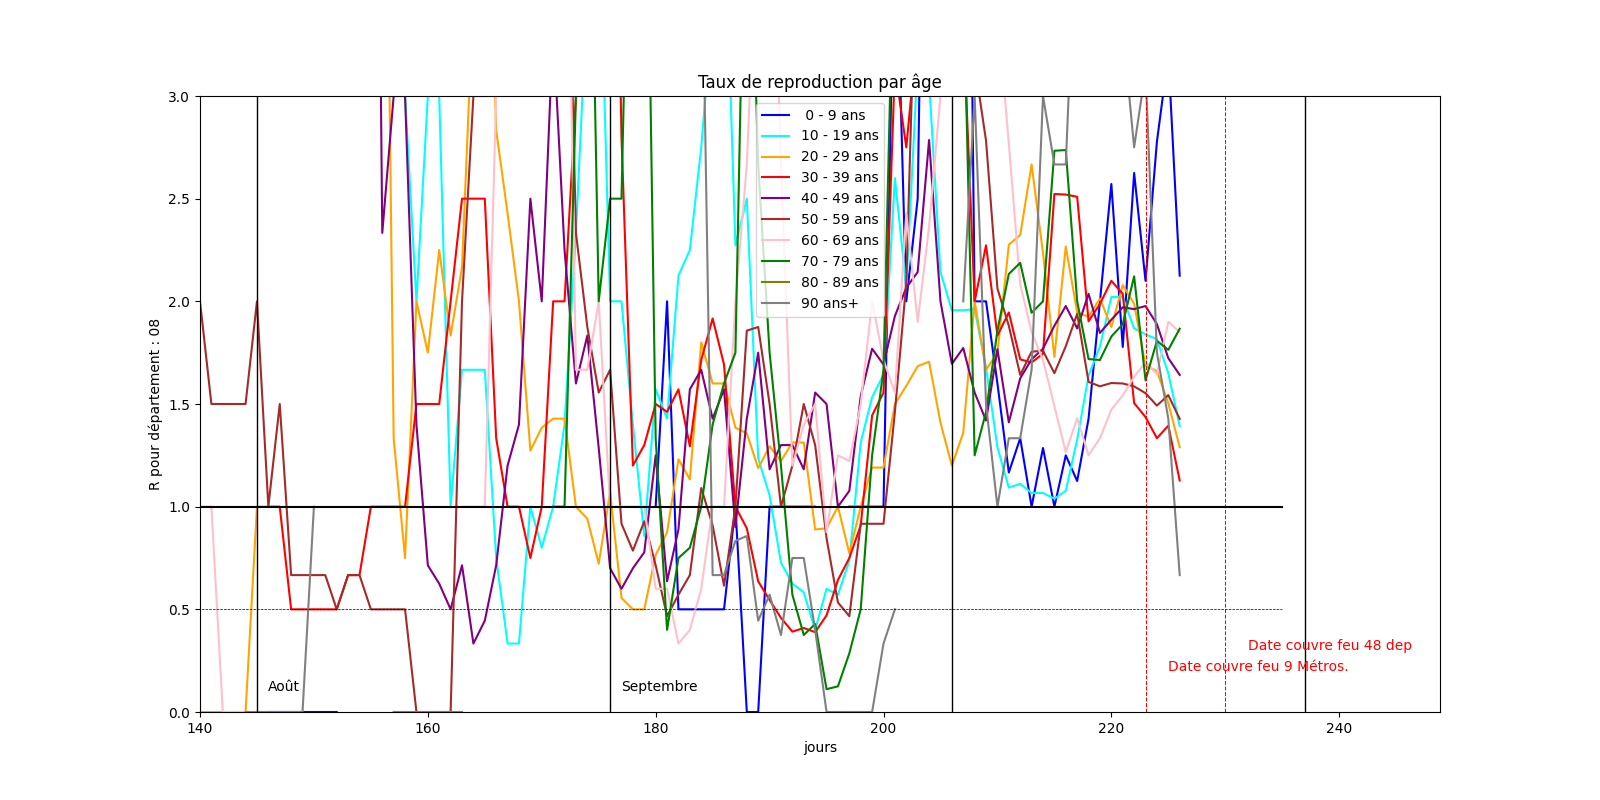 Taux de reproduction par âge
3.0
2.5
2.0
1.5
1.0
0.5
0.0
R pour département : 08
0 - 9 ans
10 - 19 ans
20 - 29 ans
30 - 39 ans
40 - 49 ans
50 - 59 ans
60 - 69 ans
70 - 79 ans
80 - 89 ans
90 ans+
Date couvre feu 48 dep
Date couvre feu 9 Métros.
Août
Septembre
140 160 180 200 220 240
jours